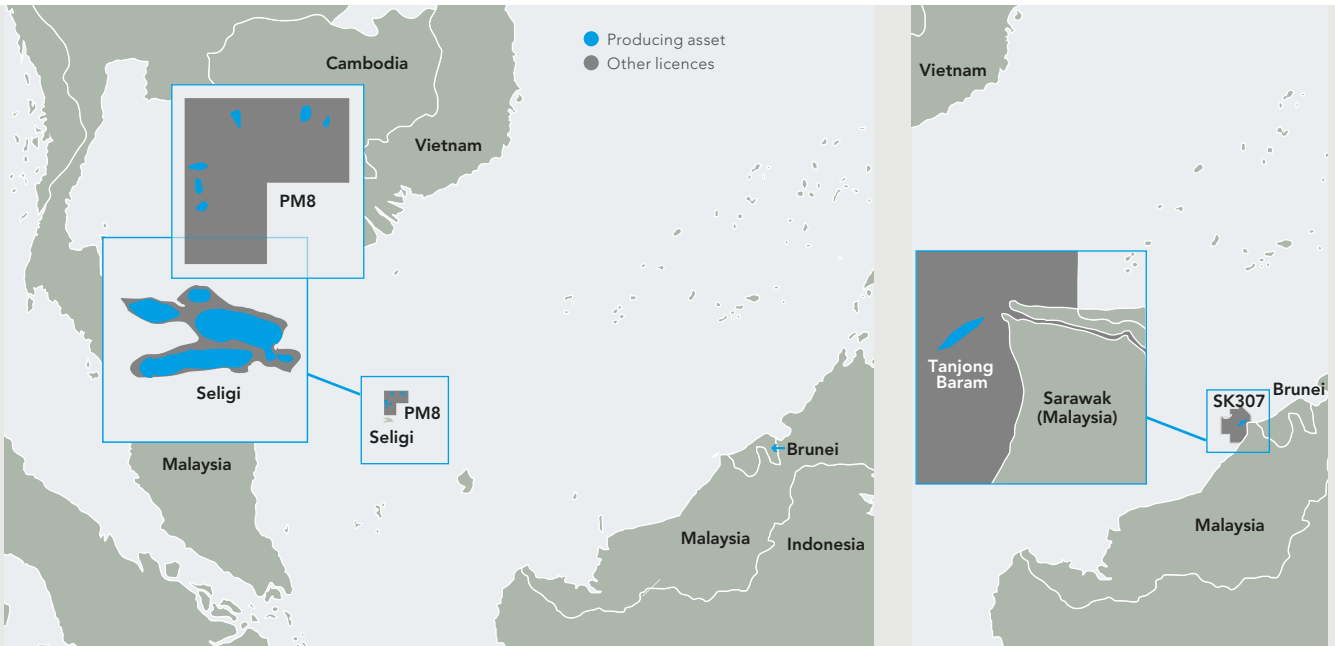 Producing asset
Other licences
Cambodia
Vietnam
PM8
Seligi
PM8
Seligi
Malaysia
Brunei
Malaysia
Indonesia
Vietnam
Tanjong
Baram
Sarawak
(Malaysia)
Brunei
SK307
Malaysia